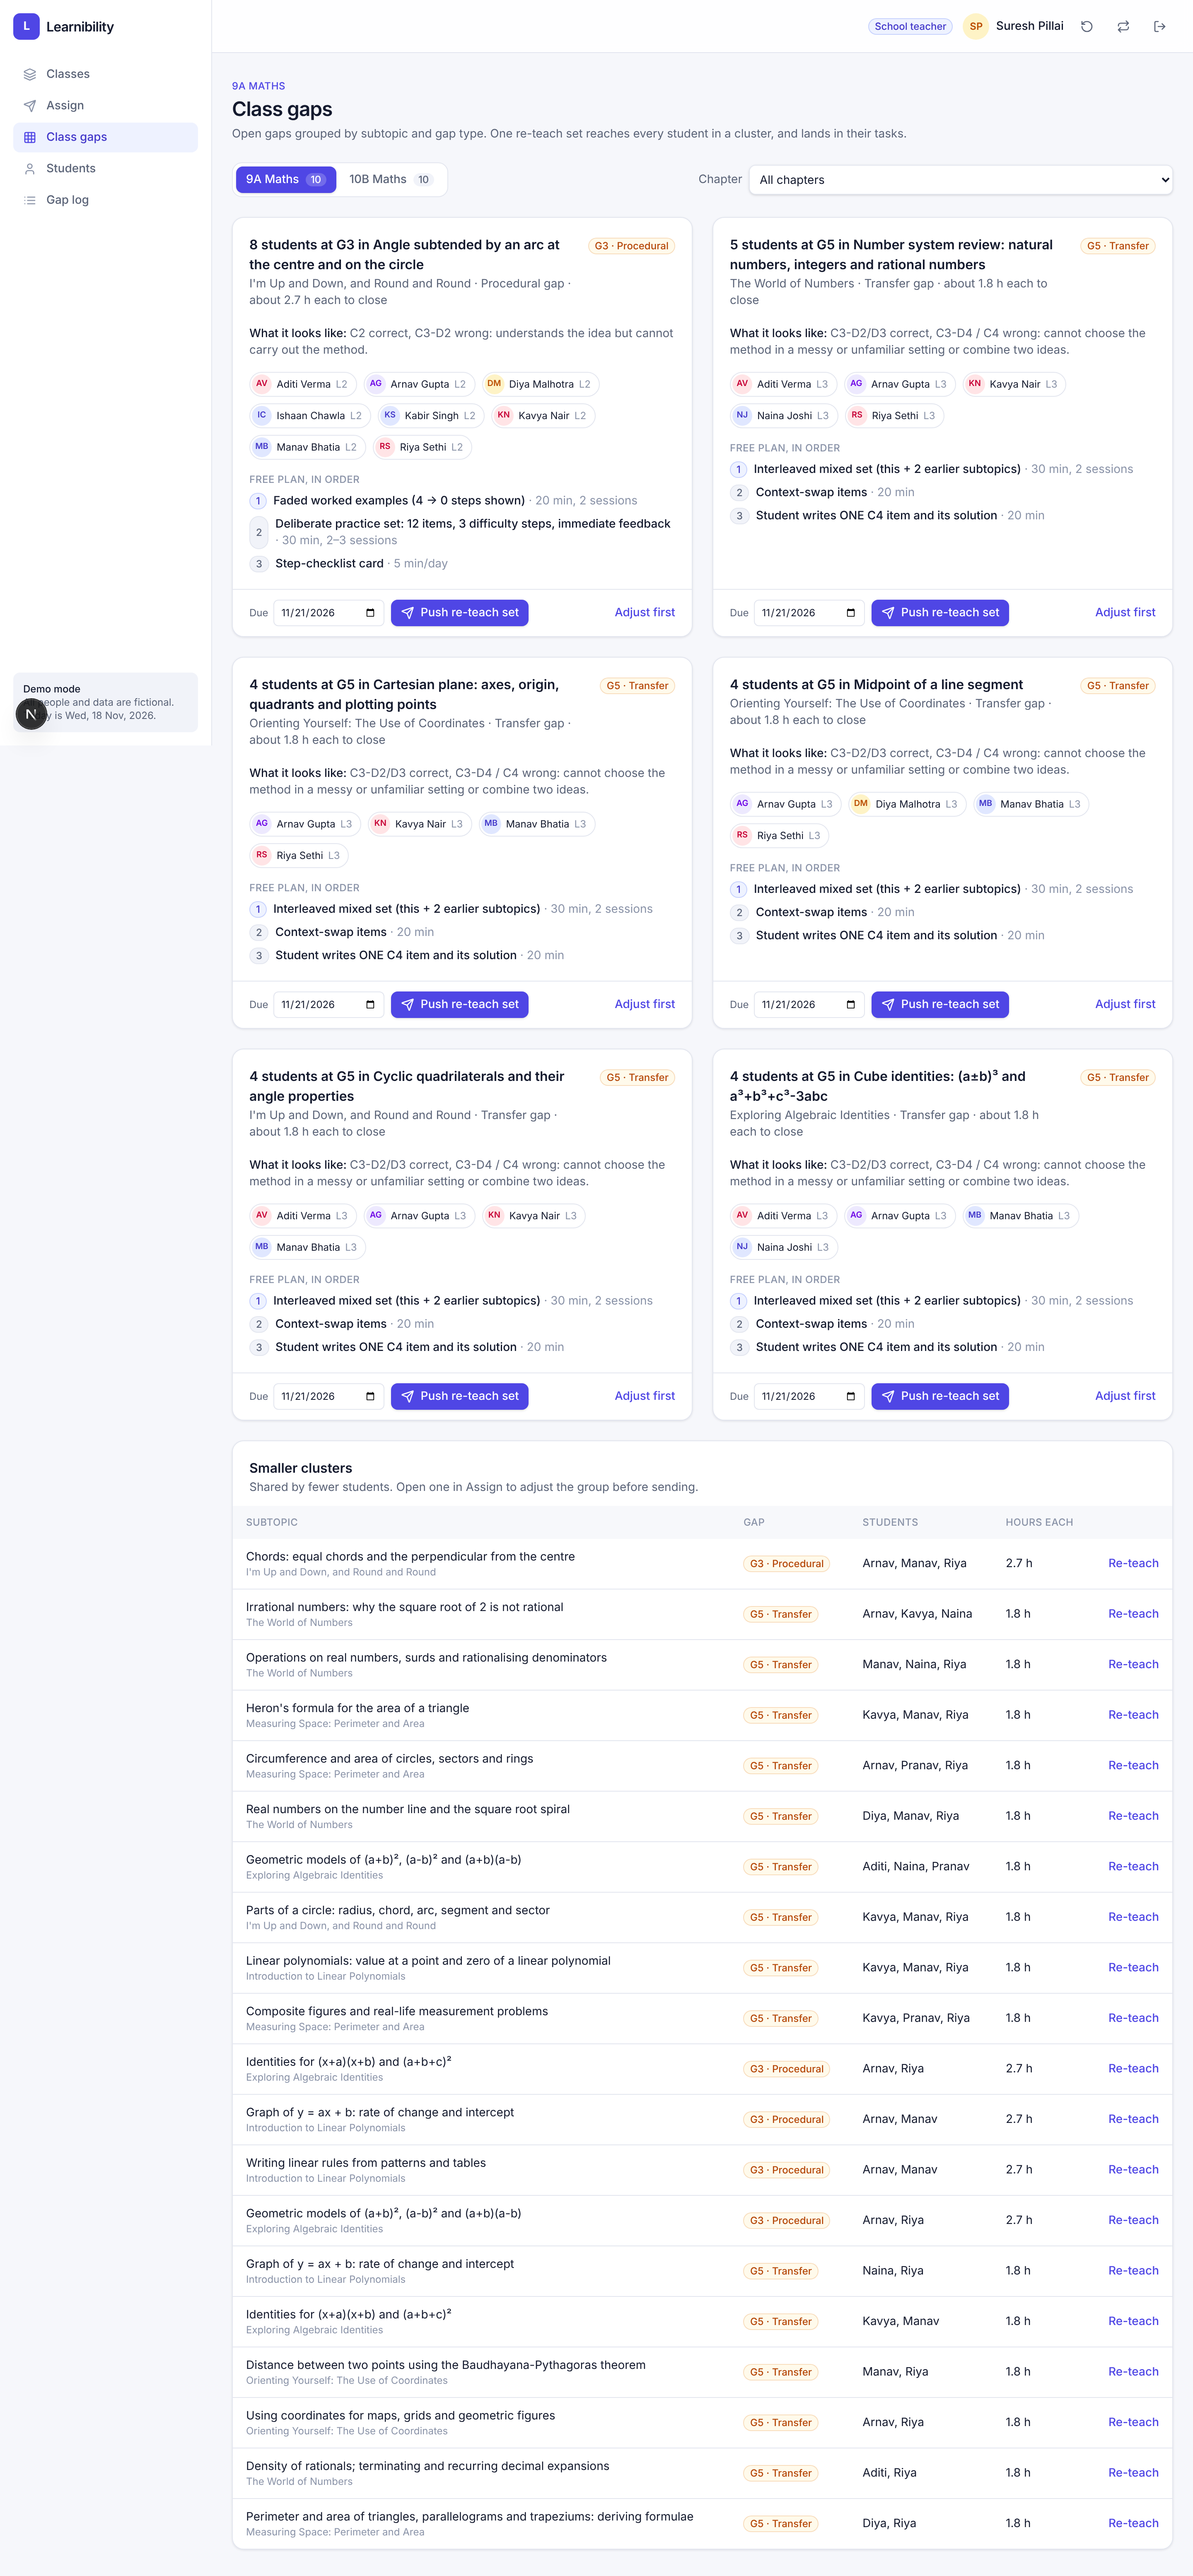 L Learnibility
School teacher SP Suresh Pillai
Classes
Assign
Class gaps
Students
Gap log
Demo mode
people and data are fictional.
y is Wed, 18 Nov, 2026.
N
9A MATHS
Class gaps
Open gaps grouped by subtopic and gap type. One re-teach set reaches every student in a cluster, and lands in their tasks.
9A Maths 10 10B Maths 10
Chapter All chapters
8 students at G3 in Angle subtended by an arc at
the centre and on the circle
G3 · Procedural
I'm Up and Down, and Round and Round · Procedural gap ·
about 2.7 h each to close
What it looks like: C2 correct, C3-D2 wrong: understands the idea but cannot
carry out the method.
AV Aditi Verma L2 AG Arnav Gupta L2 DM Diya Malhotra L2
IC Ishaan Chawla L2 KS Kabir Singh L2 KN Kavya Nair L2
MB Manav Bhatia L2 RS Riya Sethi L2
FREE PLAN, IN ORDER
1 Faded worked examples (4 → 0 steps shown) · 20 min, 2 sessions
2 Deliberate practice set: 12 items, 3 difficulty steps, immediate feedback
· 30 min, 2–3 sessions
3 Step-checklist card · 5 min/day
Due 11/21/2026 Push re-teach set Adjust first
5 students at G5 in Number system review: natural
numbers, integers and rational numbers
G5 · Transfer
The World of Numbers · Transfer gap · about 1.8 h each to
close
What it looks like: C3-D2/D3 correct, C3-D4 / C4 wrong: cannot choose the
method in a messy or unfamiliar setting or combine two ideas.
AV Aditi Verma L3 AG Arnav Gupta L3 KN Kavya Nair L3
NJ Naina Joshi L3 RS Riya Sethi L3
FREE PLAN, IN ORDER
1 Interleaved mixed set (this + 2 earlier subtopics) · 30 min, 2 sessions
2 Context-swap items · 20 min
3 Student writes ONE C4 item and its solution · 20 min
Due 11/21/2026 Push re-teach set Adjust first
4 students at G5 in Cartesian plane: axes, origin,
quadrants and plotting points
G5 · Transfer
Orienting Yourself: The Use of Coordinates · Transfer gap ·
about 1.8 h each to close
What it looks like: C3-D2/D3 correct, C3-D4 / C4 wrong: cannot choose the
method in a messy or unfamiliar setting or combine two ideas.
AG Arnav Gupta L3 KN Kavya Nair L3 MB Manav Bhatia L3
RS Riya Sethi L3
FREE PLAN, IN ORDER
1 Interleaved mixed set (this + 2 earlier subtopics) · 30 min, 2 sessions
2 Context-swap items · 20 min
3 Student writes ONE C4 item and its solution · 20 min
Due 11/21/2026 Push re-teach set Adjust first
4 students at G5 in Midpoint of a line segment
G5 · Transfer
Orienting Yourself: The Use of Coordinates · Transfer gap ·
about 1.8 h each to close
What it looks like: C3-D2/D3 correct, C3-D4 / C4 wrong: cannot choose the
method in a messy or unfamiliar setting or combine two ideas.
AG Arnav Gupta L3 DM Diya Malhotra L3 MB Manav Bhatia L3
RS Riya Sethi L3
FREE PLAN, IN ORDER
1 Interleaved mixed set (this + 2 earlier subtopics) · 30 min, 2 sessions
2 Context-swap items · 20 min
3 Student writes ONE C4 item and its solution · 20 min
Due 11/21/2026 Push re-teach set Adjust first
4 students at G5 in Cyclic quadrilaterals and their
angle properties
G5 · Transfer
I'm Up and Down, and Round and Round · Transfer gap ·
about 1.8 h each to close
What it looks like: C3-D2/D3 correct, C3-D4 / C4 wrong: cannot choose the
method in a messy or unfamiliar setting or combine two ideas.
AV Aditi Verma L3 AG Arnav Gupta L3 KN Kavya Nair L3
MB Manav Bhatia L3
FREE PLAN, IN ORDER
1 Interleaved mixed set (this + 2 earlier subtopics) · 30 min, 2 sessions
2 Context-swap items · 20 min
3 Student writes ONE C4 item and its solution · 20 min
Due 11/21/2026 Push re-teach set Adjust first
4 students at G5 in Cube identities: (a±b)³ and
a³+b³+c³-3abc
G5 · Transfer
Exploring Algebraic Identities · Transfer gap · about 1.8 h
each to close
What it looks like: C3-D2/D3 correct, C3-D4 / C4 wrong: cannot choose the
method in a messy or unfamiliar setting or combine two ideas.
AV Aditi Verma L3 AG Arnav Gupta L3 MB Manav Bhatia L3
NJ Naina Joshi L3
FREE PLAN, IN ORDER
1 Interleaved mixed set (this + 2 earlier subtopics) · 30 min, 2 sessions
2 Context-swap items · 20 min
3 Student writes ONE C4 item and its solution · 20 min
Due 11/21/2026 Push re-teach set Adjust first
Smaller clusters
Shared by fewer students. Open one in Assign to adjust the group before sending.
SUBTOPIC GAP STUDENTS HOURS EACH
Chords: equal chords and the perpendicular from the centre G3 · Procedural Arnav, Manav, Riya 2.7 h Re-teach
I'm Up and Down, and Round and Round
Irrational numbers: why the square root of 2 is not rational G5 · Transfer Arnav, Kavya, Naina 1.8 h Re-teach
The World of Numbers
Operations on real numbers, surds and rationalising denominators G5 · Transfer Manav, Naina, Riya 1.8 h Re-teach
The World of Numbers
Heron's formula for the area of a triangle G5 · Transfer Kavya, Manav, Riya 1.8 h Re-teach
Measuring Space: Perimeter and Area
Circumference and area of circles, sectors and rings G5 · Transfer Arnav, Pranav, Riya 1.8 h Re-teach
Measuring Space: Perimeter and Area
Real numbers on the number line and the square root spiral G5 · Transfer Diya, Manav, Riya 1.8 h Re-teach
The World of Numbers
Geometric models of (a+b)², (a-b)² and (a+b)(a-b) G5 · Transfer Aditi, Naina, Pranav 1.8 h Re-teach
Exploring Algebraic Identities
Parts of a circle: radius, chord, arc, segment and sector G5 · Transfer Kavya, Manav, Riya 1.8 h Re-teach
I'm Up and Down, and Round and Round
Linear polynomials: value at a point and zero of a linear polynomial G5 · Transfer Kavya, Manav, Riya 1.8 h Re-teach
Introduction to Linear Polynomials
Composite figures and real-life measurement problems G5 · Transfer Kavya, Pranav, Riya 1.8 h Re-teach
Measuring Space: Perimeter and Area
Identities for (x+a)(x+b) and (a+b+c)² G3 · Procedural Arnav, Riya 2.7 h Re-teach
Exploring Algebraic Identities
Graph of y = ax + b: rate of change and intercept G3 · Procedural Arnav, Manav 2.7 h Re-teach
Introduction to Linear Polynomials
Writing linear rules from patterns and tables G3 · Procedural Arnav, Manav 2.7 h Re-teach
Introduction to Linear Polynomials
Geometric models of (a+b)², (a-b)² and (a+b)(a-b) G3 · Procedural Arnav, Riya 2.7 h Re-teach
Exploring Algebraic Identities
Graph of y = ax + b: rate of change and intercept G5 · Transfer Naina, Riya 1.8 h Re-teach
Introduction to Linear Polynomials
Identities for (x+a)(x+b) and (a+b+c)² G5 · Transfer Kavya, Manav 1.8 h Re-teach
Exploring Algebraic Identities
Distance between two points using the Baudhayana-Pythagoras theorem G5 · Transfer Manav, Riya 1.8 h Re-teach
Orienting Yourself: The Use of Coordinates
Using coordinates for maps, grids and geometric figures G5 · Transfer Arnav, Riya 1.8 h Re-teach
Orienting Yourself: The Use of Coordinates
Density of rationals; terminating and recurring decimal expansions G5 · Transfer Aditi, Riya 1.8 h Re-teach
The World of Numbers
Perimeter and area of triangles, parallelograms and trapeziums: deriving formulae G5 · Transfer Diya, Riya 1.8 h Re-teach
Measuring Space: Perimeter and Area